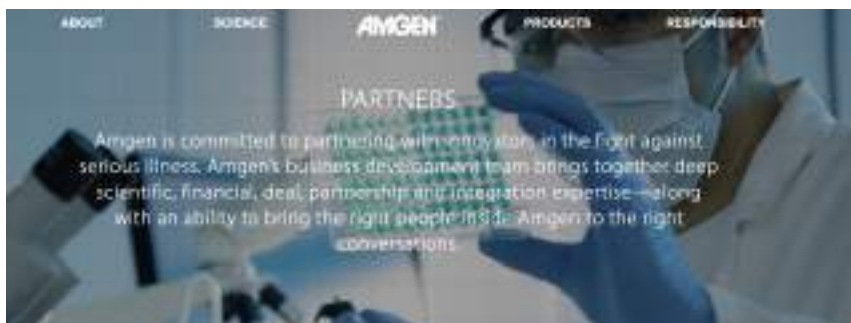 ABOUT SCIENCE AMGEN PRODUCTS RESPONSIBILITY
PARTNERS
Amgen is committed to partnering with innovators in the fight against
serious illness. Amgen's business development team brings together deep
scientific, financial, deal, partnership and integration expertise—along
with an ability to bring the right people inside Amgen to the right
conversations.